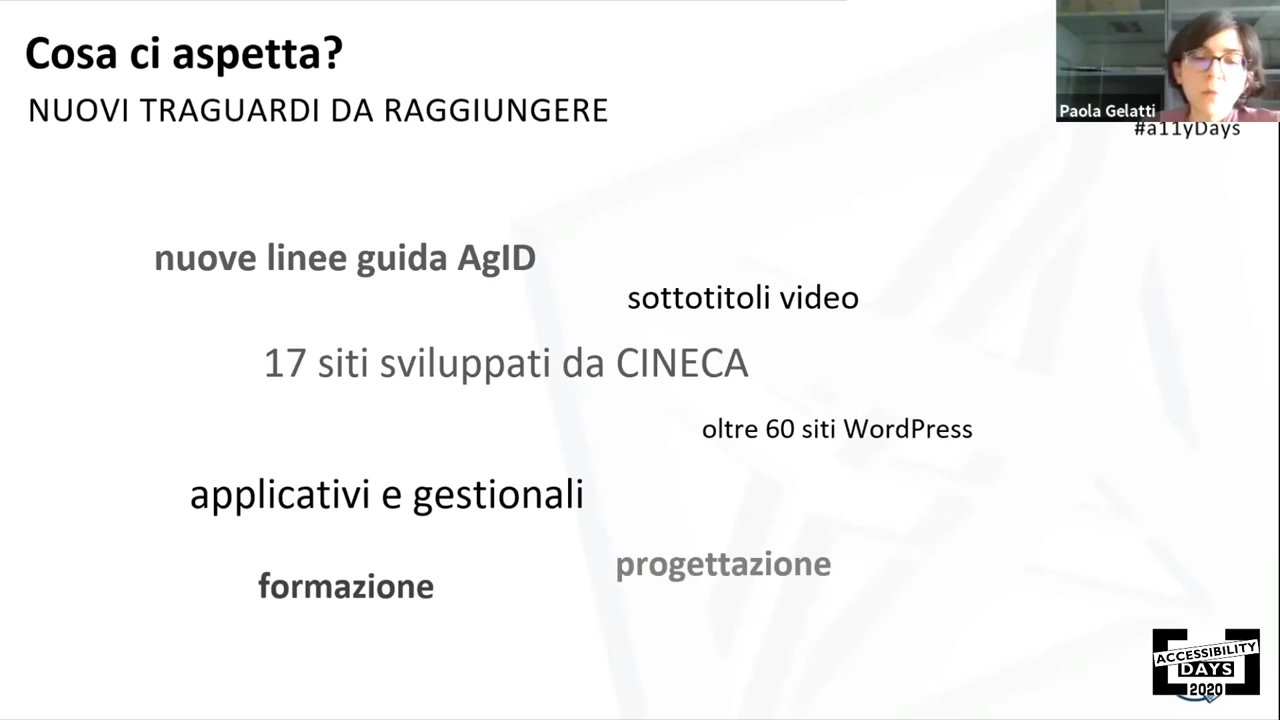 Cosa ci aspetta?
NUOVI TRAGUARDI DA RAGGIUNGERE
Paola Gelatti
#a11yDays
nuove linee guida AgID
sottotitoli video
17 siti sviluppati da CINECA
oltre 60 siti WordPress
applicativi e gestionali
progettazione
formazione
ACCESSIBILITY
DAYS
2020